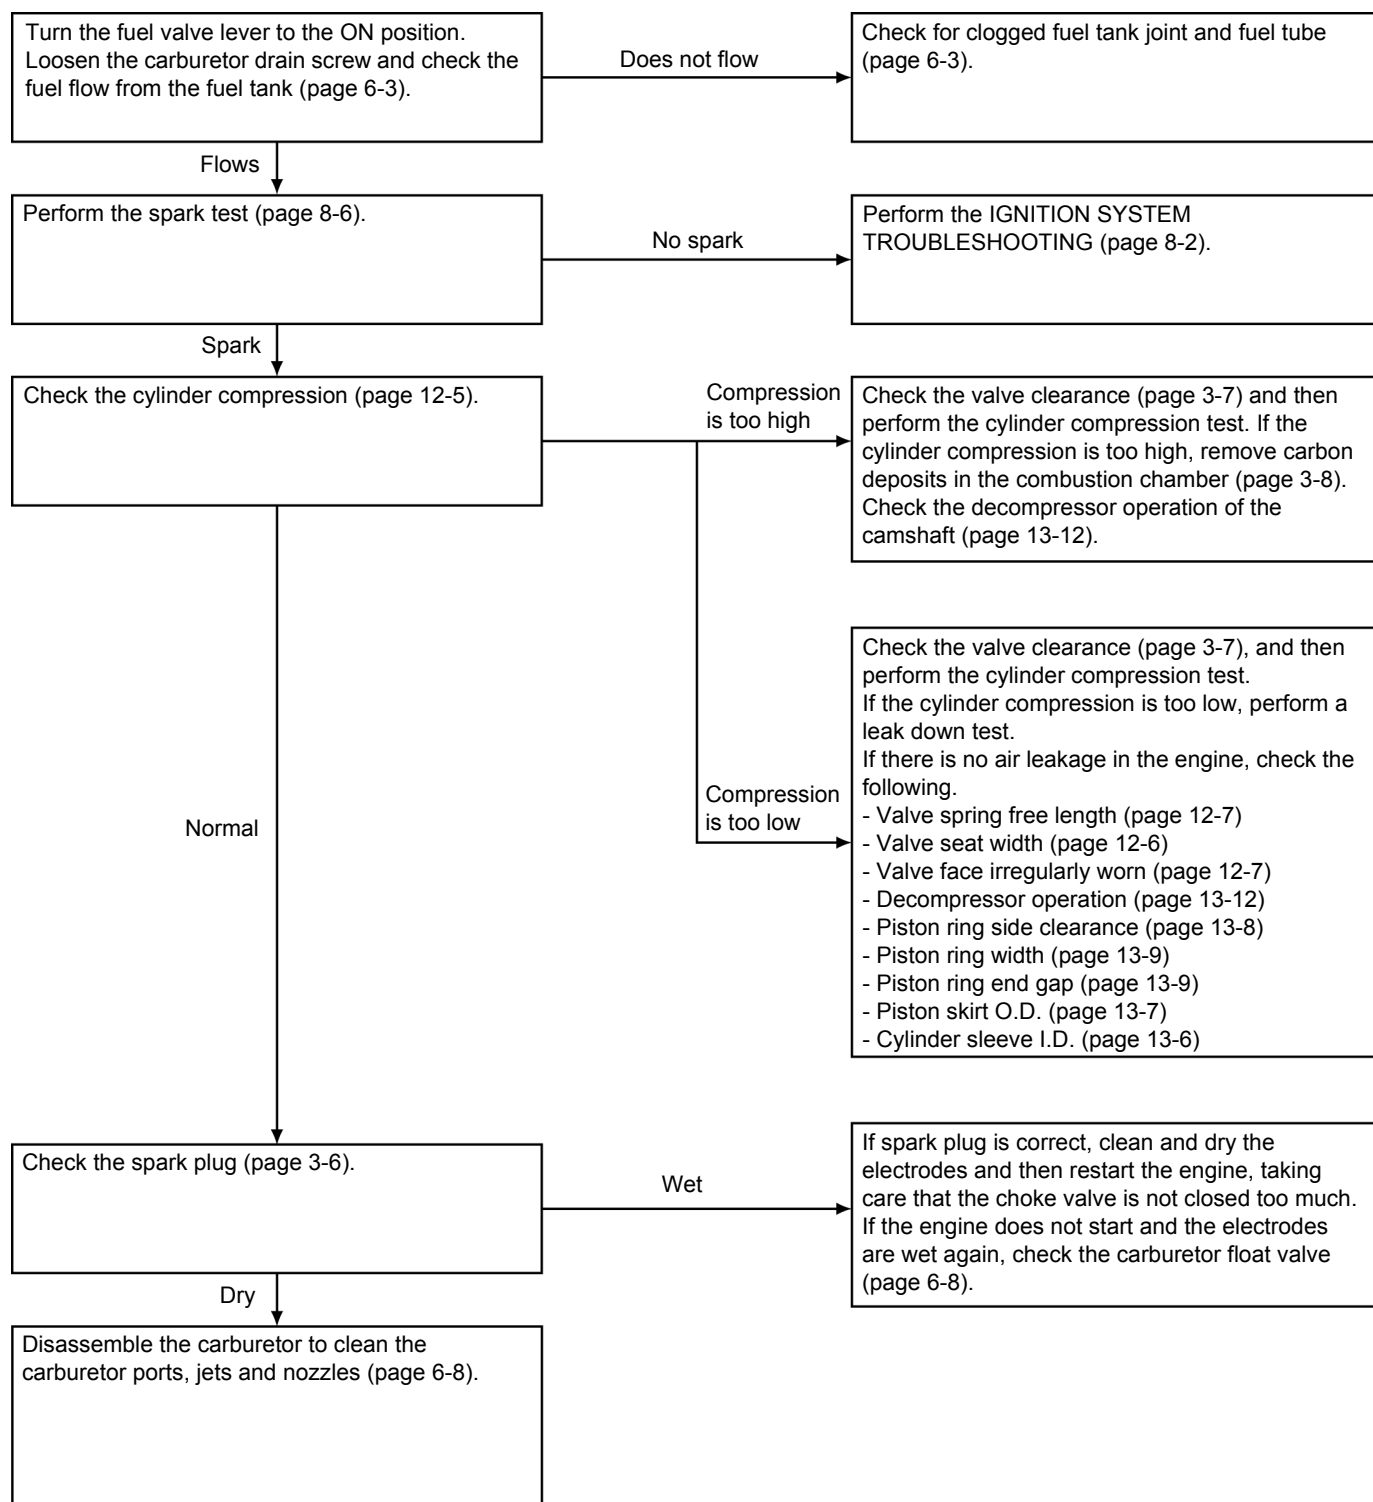 Turn the fuel valve lever to the ON position.
Loosen the carburetor drain screw and check the
fuel flow from the fuel tank (page 6-3).
Does not flow
Check for clogged fuel tank joint and fuel tube
(page 6-3).
Flows
Perform the spark test (page 8-6).
No spark
Perform the IGNITION SYSTEM
TROUBLESHOOTING (page 8-2).
Spark
Check the cylinder compression (page 12-5).
Compression
is too high
Check the valve clearance (page 3-7) and then
perform the cylinder compression test. If the
cylinder compression is too high, remove carbon
deposits in the combustion chamber (page 3-8).
Check the decompressor operation of the
camshaft (page 13-12).
Compression
is too low
Check the valve clearance (page 3-7), and then
perform the cylinder compression test.
If the cylinder compression is too low, perform a
leak down test.
If there is no air leakage in the engine, check the
following.
- Valve spring free length (page 12-7)
- Valve seat width (page 12-6)
- Valve face irregularly worn (page 12-7)
- Decompressor operation (page 13-12)
- Piston ring side clearance (page 13-8)
- Piston ring width (page 13-9)
- Piston ring end gap (page 13-9)
- Piston skirt O.D. (page 13-7)
- Cylinder sleeve I.D. (page 13-6)
Normal
Check the spark plug (page 3-6).
Wet
If spark plug is correct, clean and dry the
electrodes and then restart the engine, taking
care that the choke valve is not closed too much.
If the engine does not start and the electrodes
are wet again, check the carburetor float valve
(page 6-8).
Dry
Disassemble the carburetor to clean the
carburetor ports, jets and nozzles (page 6-8).